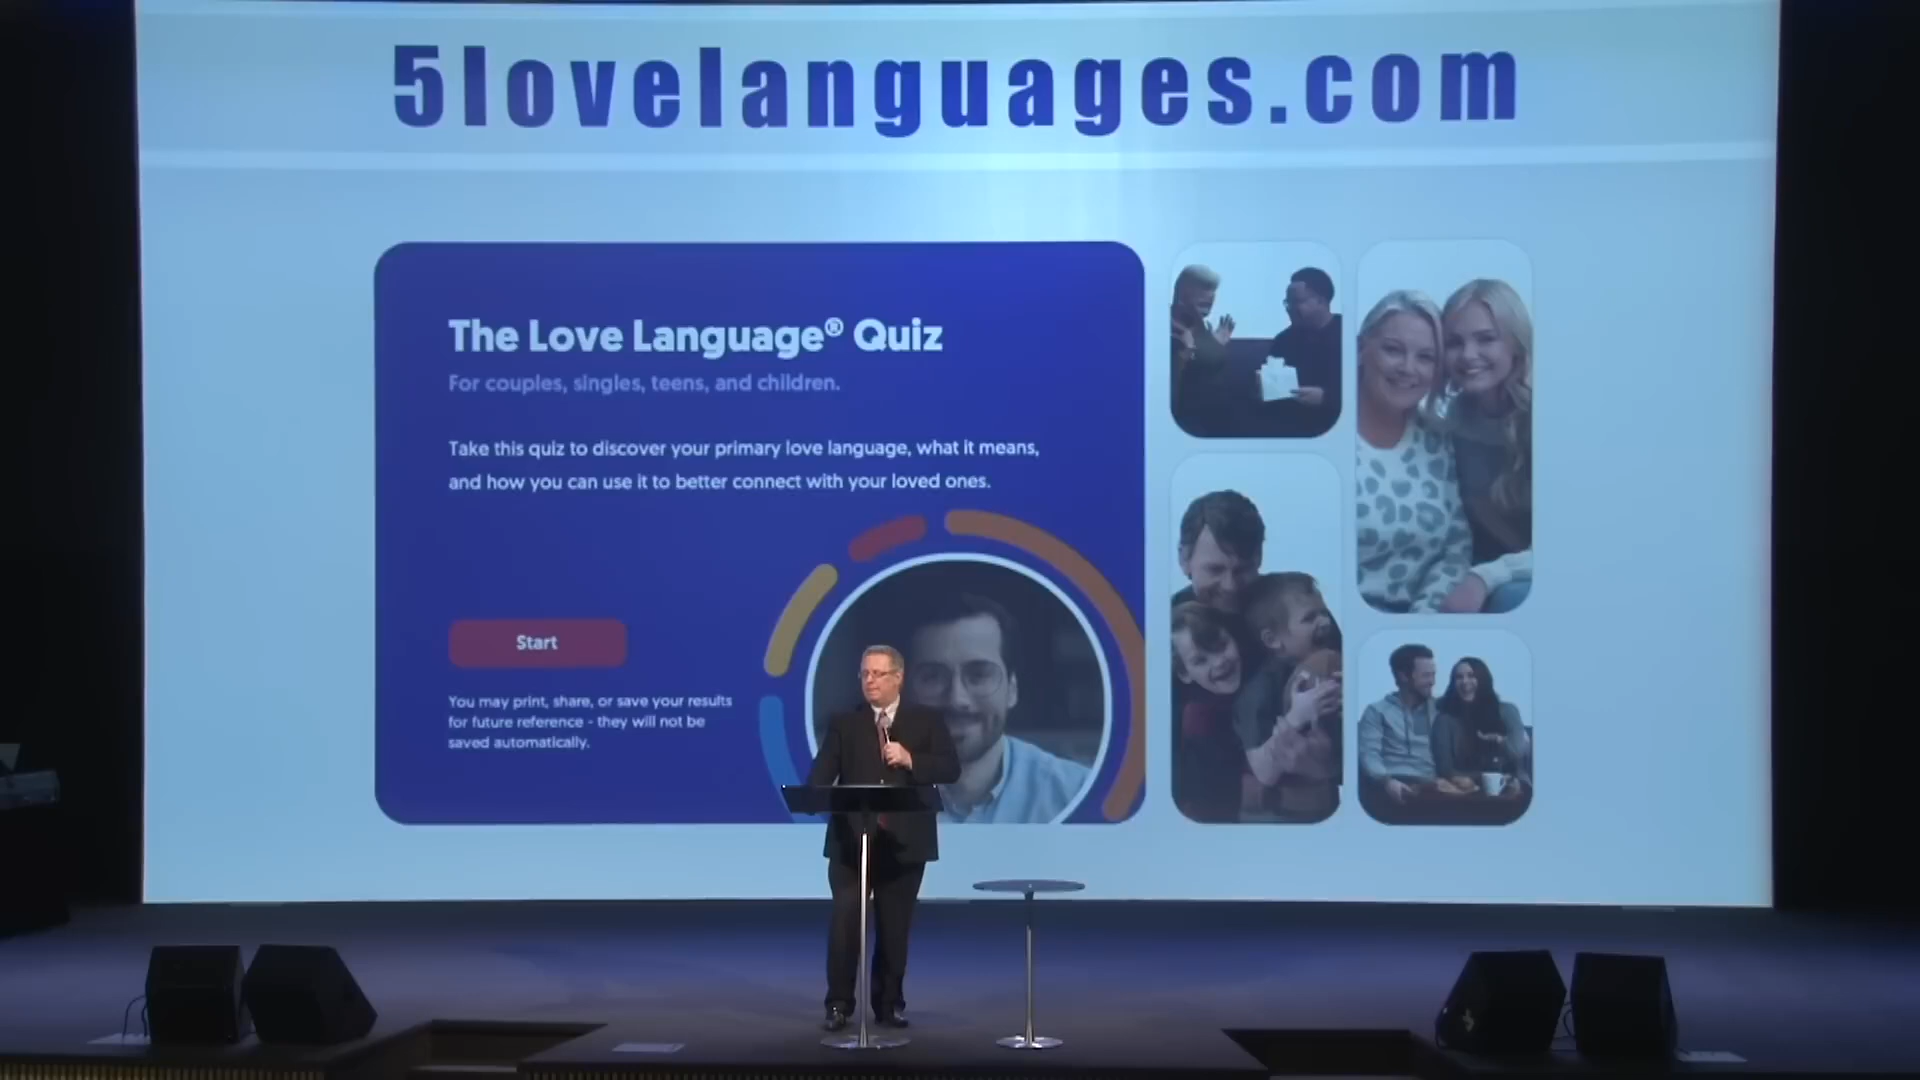 5lovelanguages.com
The Love Language® Quiz
For couples, singles, teens, and children.
Take this quiz to discover your primary love language, what it means,
and how you can use it to better connect with your loved ones.
Start
You may print, share, or save your results
for future reference - they will not be
saved automatically.